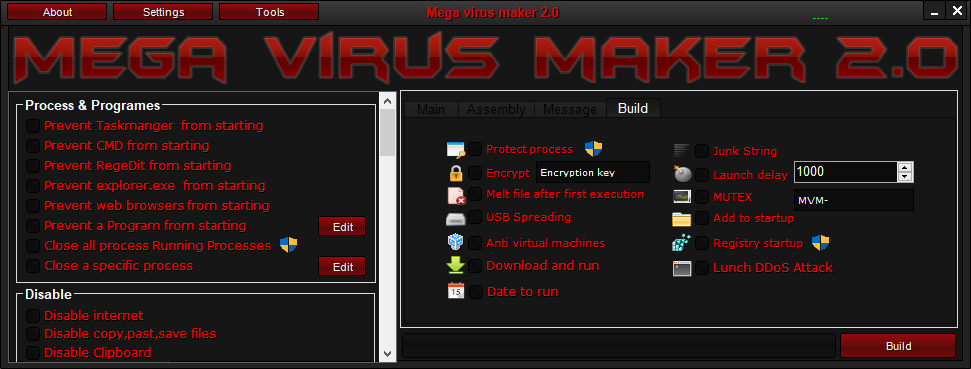 About Settings Tools Mega virus maker 2.0
MEGA VİRUS MAKER 2.0
Process & Programes
Prevent Taskmanger from starting
Prevent CMD from starting
Prevent RegeDit from starting
Prevent explorer.exe from starting
Prevent web browsers from starting
Prevent a Program from starting Edit
Close all process Running Processes
Close a specific process Edit
Disable
Disable internet
Disable copy,past,save files
Disable Clipboard
Main Assembly Message Build
Protect process
Encrypt Encryption key
Melt file after first execution
USB Spreading
Anti virtual machines
Download and run
15 Date to run
Junk String
Launch delay 1000
MUTEX MVM-
Add to startup
Registry startup
Lunch DDoS Attack
Build